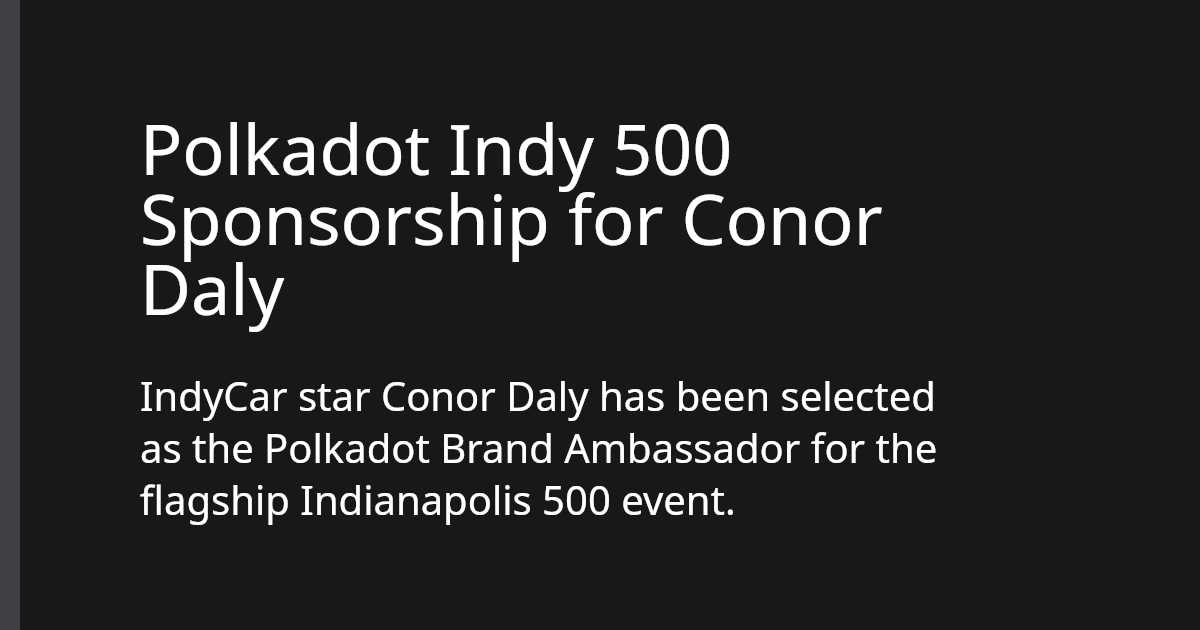 Polkadot Indy 500
Sponsorship for Conor
Daly
IndyCar star Conor Daly has been selected
as the Polkadot Brand Ambassador for the
flagship Indianapolis 500 event.